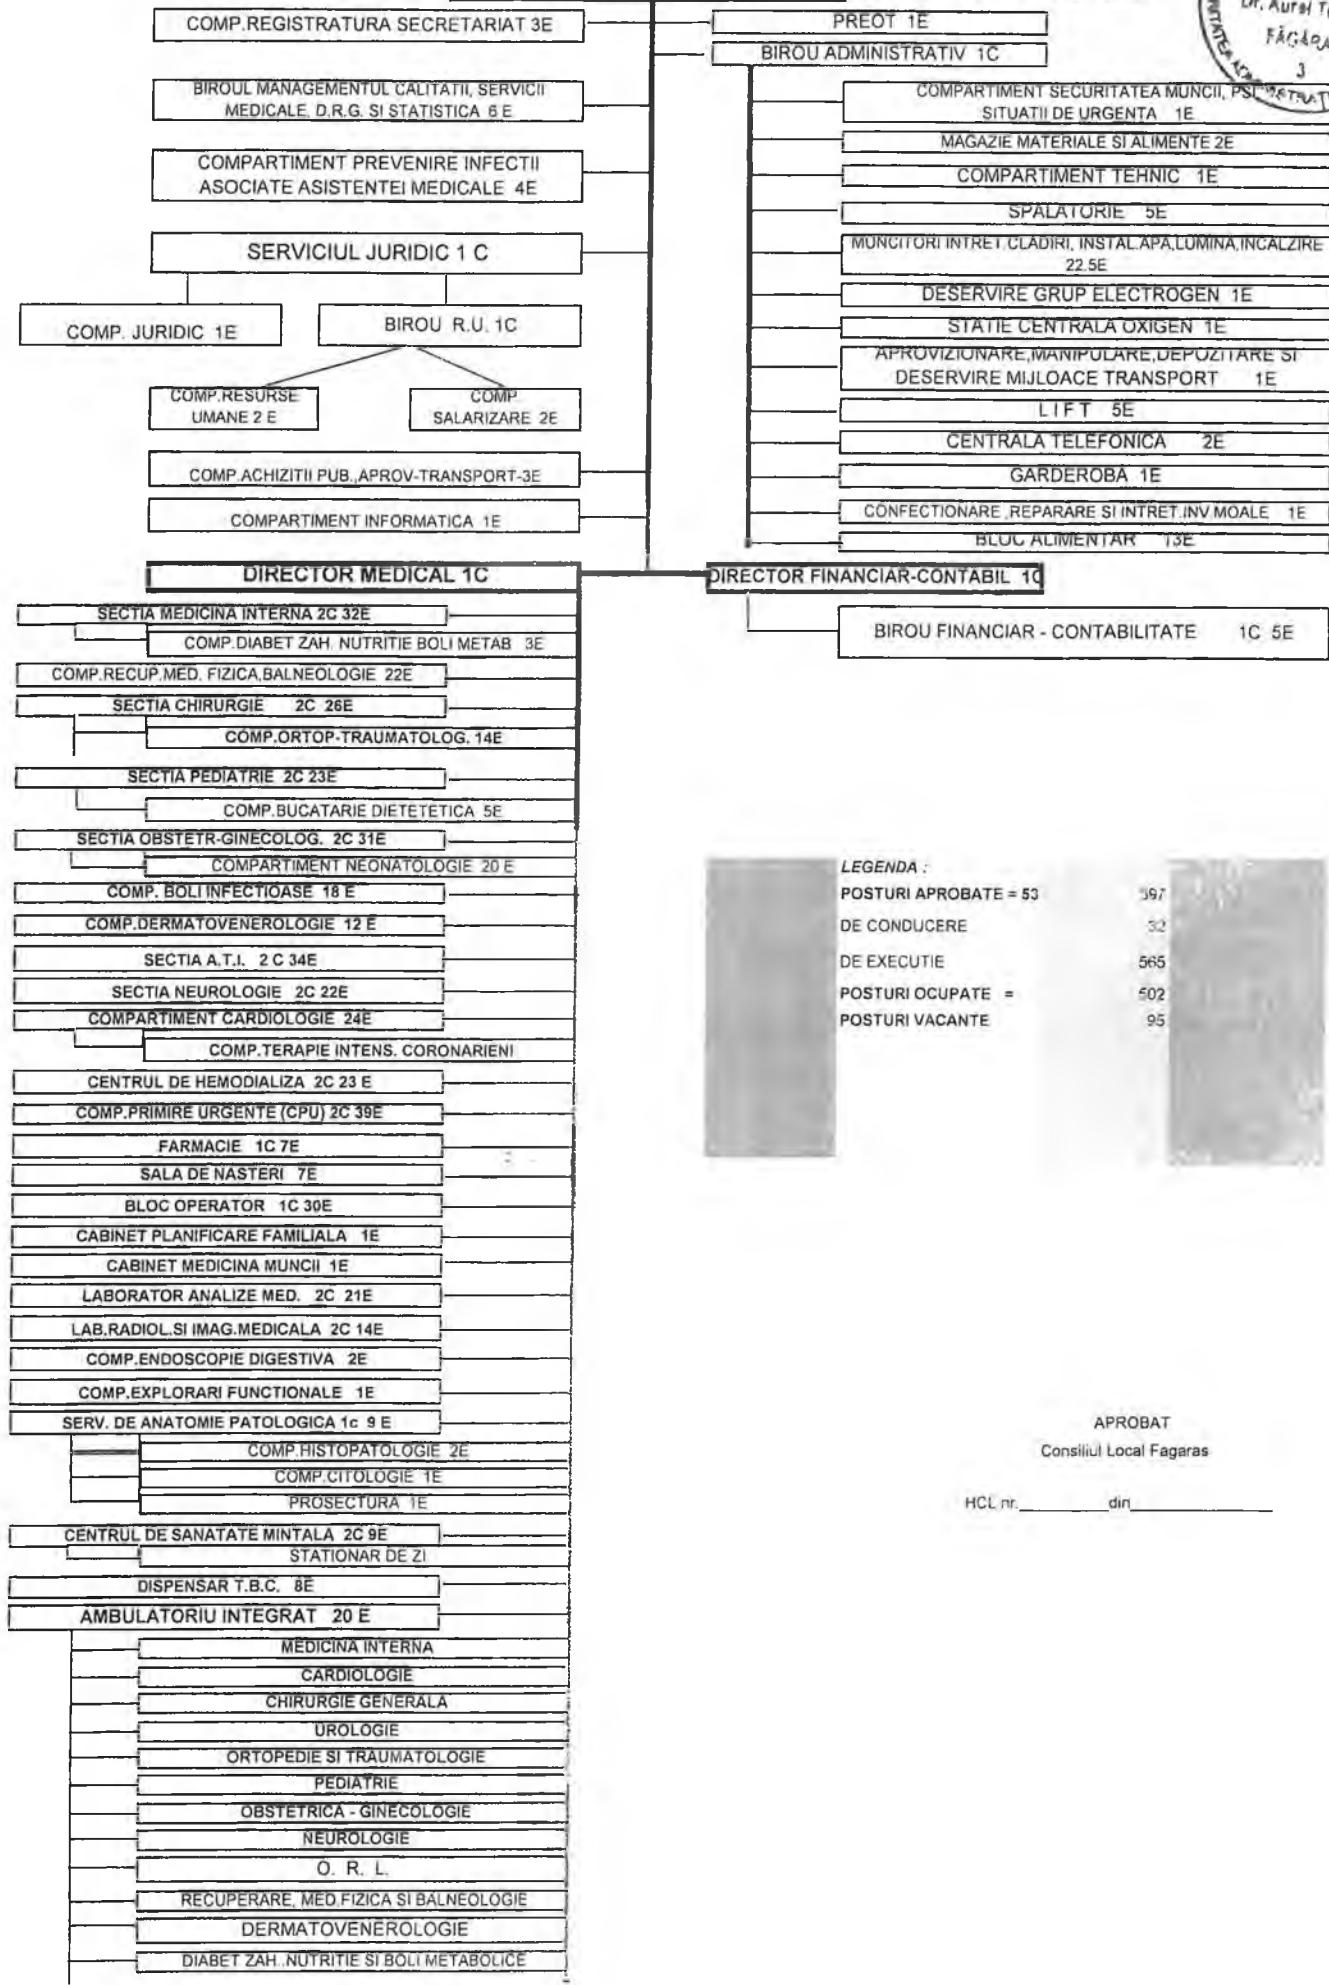 COMP.REGISTRATURA SECRETARIAT 3E
PREOT 1E
BIROU ADMINISTRATIV 1C
Dr. Aurel
3
BIROUL MANAGEMENTUL CALITATII, SERVICII
MEDICALE, D.R.G. SI STATISTICA 6 E
COMPARTIMENT PREVENIRE INFECTII
ASOCIATE ASISTENTEI MEDICALE 4E
SERVICIUL JURIDIC 1 C
COMP. JURIDIC 1E
BIROU R.U. 1C
COMP.RESURSE
UMANE 2 E
COMP
SALARIZARE 2E
COMP.ACHIZITII PUB.,APROV-TRANSPORT-3E
COMPARTIMENT INFORMATICA 1E
COMPARTIMENT SECURITATEA MUNCII,
SITUATII DE URGENTA 1E
MAGAZIE MATERIALE SI ALIMENTE 2E
COMPARTIMENT TEHNIC 1E
SPALATORIE 5E
MUNCITORI INTRET.CLADIRI, INSTAL.APA,LUMINA,INCALZIRE
22.5E
DESERVIRE GRUP ELECTROGEN 1E
STATIE CENTRALA OXIGEN 1E
APROVIZIONARE,MANIPULARE,DEPOZITARE SI
DESERVIRE MIJLOACE TRANSPORT 1E
L I F T 5E
CENTRALA TELEFONICA 2E
GARDEROBA 1E
CONFECTIONARE ,REPARARE SI INTRET.INV.MOALE 1E
BLOC ALIMENTAR 13E
DIRECTOR MEDICAL 1C
DIRECTOR FINANCIAR-CONTABIL 1C
BIROU FINANCIAR - CONTABILITATE 1C 5E
SECTIA MEDICINA INTERNA 2C 32E
COMP.DIABET ZAH. NUTRITIE BOLI METAB 3E
COMP.RECUP.MED. FIZICA,BALNEOLOGIE 22E
SECTIA CHIRURGIE 2C 26E
COMP.ORTOP-TRAUMATOLOG. 14E
SECTIA PEDIATRIE 2C 23E
COMP.BUCATARIE DIETETETICA 5E
SECTIA OBSTETR-GINECOLOG. 2C 31E
COMPARTIMENT NEONATOLOGIE 20 E
COMP. BOLI INFECTIOASE 18 E
COMP.DERMATOVENEROLOGIE 12 E
SECTIA A.T.I. 2 C 34E
SECTIA NEUROLOGIE 2C 22E
COMPARTIMENT CARDIOLOGIE 24E
COMP.TERAPIE INTENS. CORONARIENI
CENTRUL DE HEMODIALIZA 2C 23 E
COMP.PRIMIRE URGENTE (CPU) 2C 39E
FARMACIE 1C 7E
SALA DE NASTERI 7E
BLOC OPERATOR 1C 30E
CABINET PLANIFICARE FAMILIALA 1E
CABINET MEDICINA MUNCII 1E
LABORATOR ANALIZE MED. 2C 21E
LAB.RADIOL.SI IMAG.MEDICALA 2C 14E
COMP.ENDOSCOPIE DIGESTIVA 2E
COMP.EXPLORARI FUNCTIONALE 1E
SERV. DE ANATOMIE PATOLOGICA 1c 9 E
COMP.HISTOPATOLOGIE 2E
COMP.CITOLOGIE 1E
PROSECTURA 1E
CENTRUL DE SANATATE MINTALA 2C 9E
STATIONAR DE ZI
DISPENSAR T.B.C. 8E
AMBULATORIU INTEGRAT 20 E
MEDICINA INTERNA
CARDIOLOGIE
CHIRURGIE GENERALA
UROLOGIE
ORTOPEDIE SI TRAUMATOLOGIE
PEDIATRIE
OBSTETRICA - GINECOLOGIE
NEUROLOGIE
O. R. L.
RECUPERARE, MED.FIZICA SI BALNEOLOGIE
DERMATOVENEROLOGIE
DIABET ZAH..NUTRITIE SI BOLI METABOLICE
LEGENDA :
POSTURI APROBATE = 53 597
DE CONDUCERE 32
DE EXECUTIE 565
POSTURI OCUPATE = 502
POSTURI VACANTE 95
APROBAT
Consiliul Local Fagaras
HCL nr.________ din____________